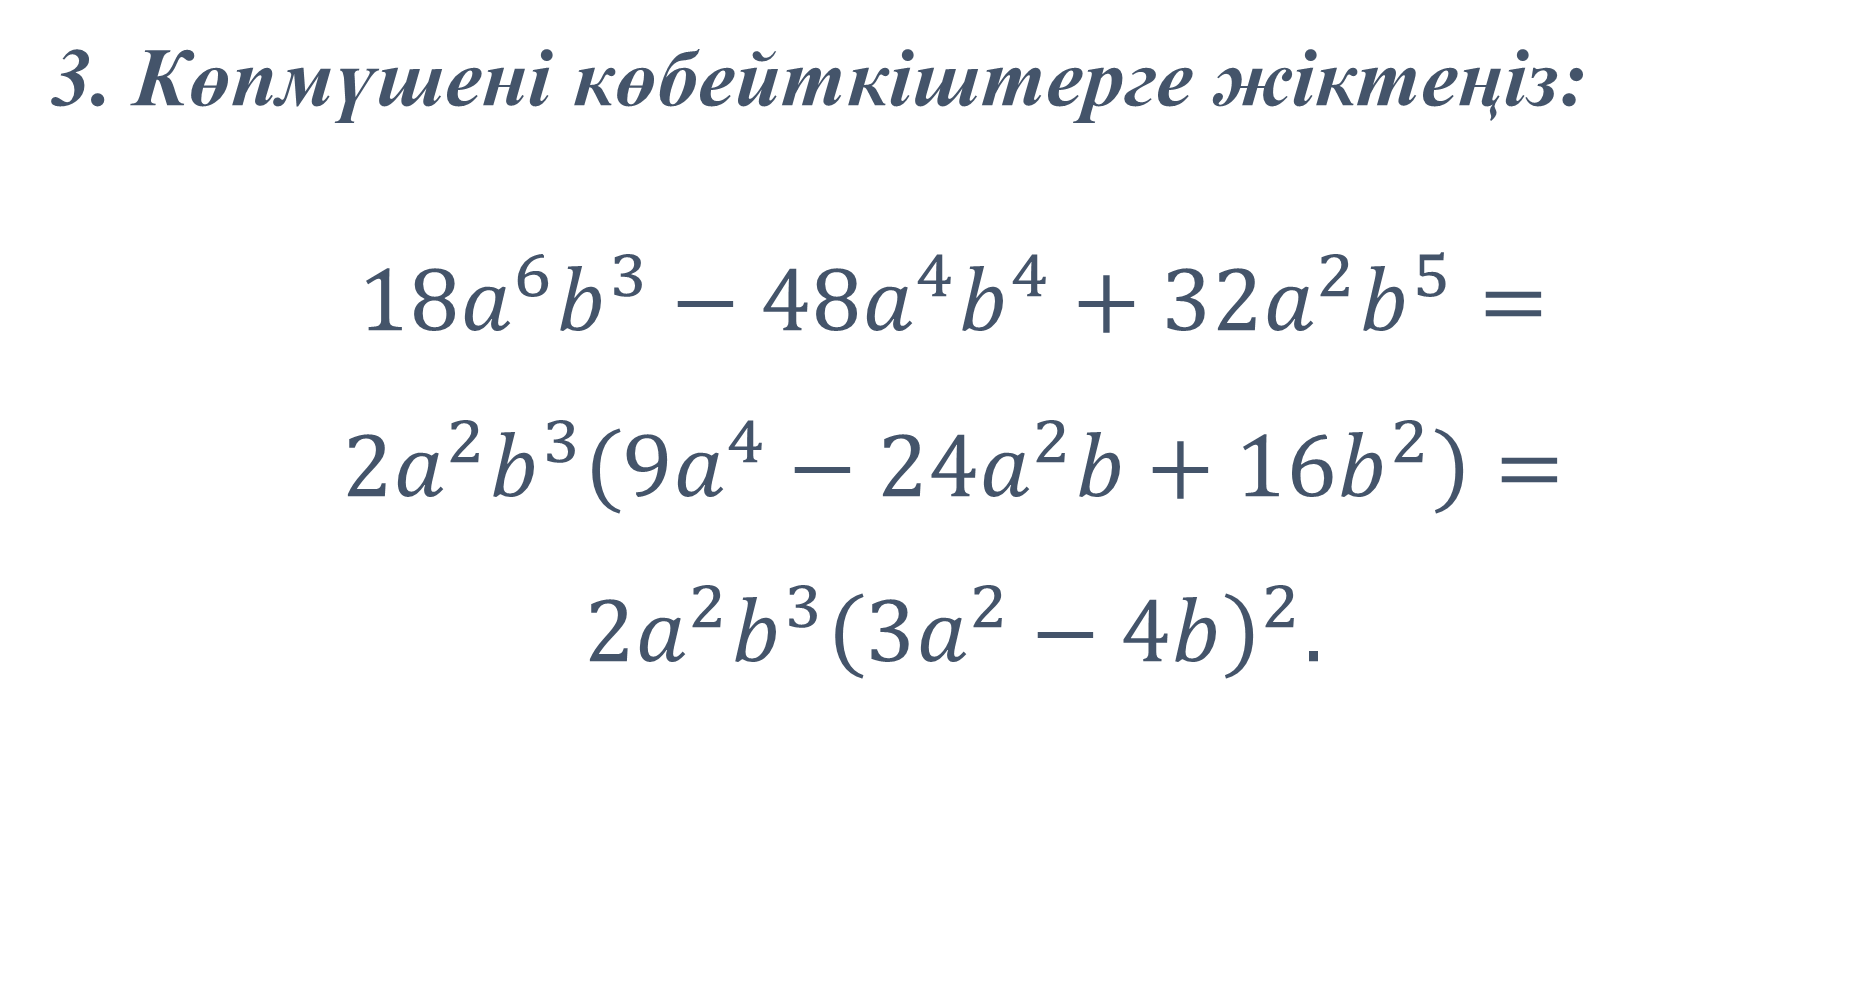 3. Көпмүшені көбейткіштерге жіктеңіз:
18a⁶b³ − 48a⁴b⁴ + 32a²b⁵ =
2a²b³(9a⁴ − 24a²b + 16b²) =
2a²b³(3a² − 4b)².